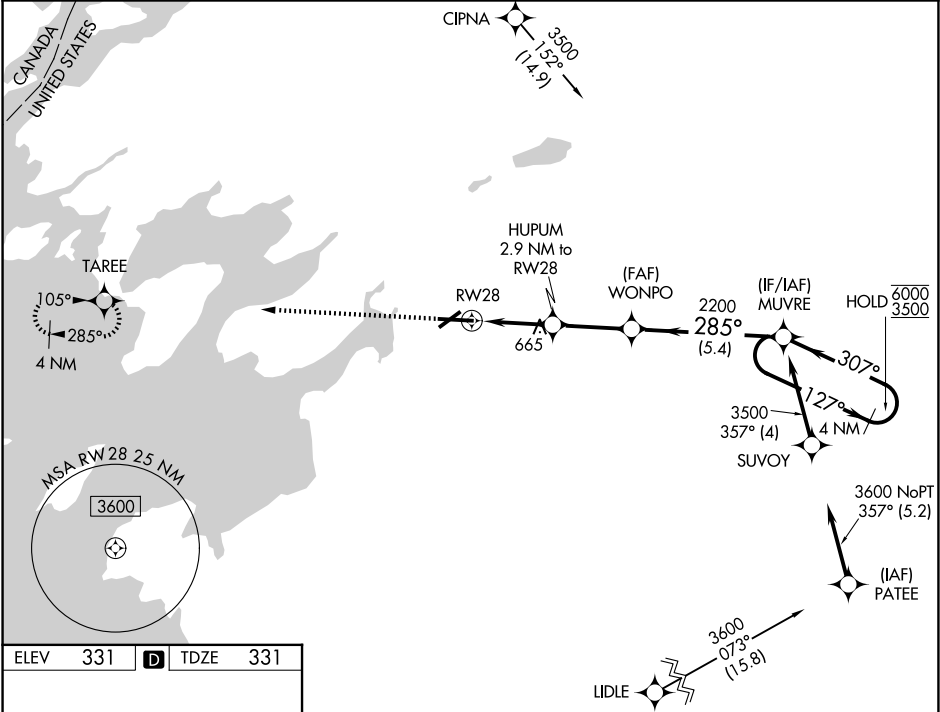 CIPNA
3500
152°
(14.9)
CANADA
UNITED STATES
HUPUM
2.9 NM to
RW28
(FAF)
WONPO
(IF/IAF)
MUVRE
HOLD 6000
3500
TAREE
105°
285°
4 NM
RW28
665
2200
285°
(5.4)
307°
127°
4 NM
3500
357° (4)
SUVOY
MSA RW28 25 NM
3600
3600 NoPT
357° (5.2)
(IAF)
PATEE
3600
073°
(15.8)
LIDLE
ELEV 331 D TDZE 331